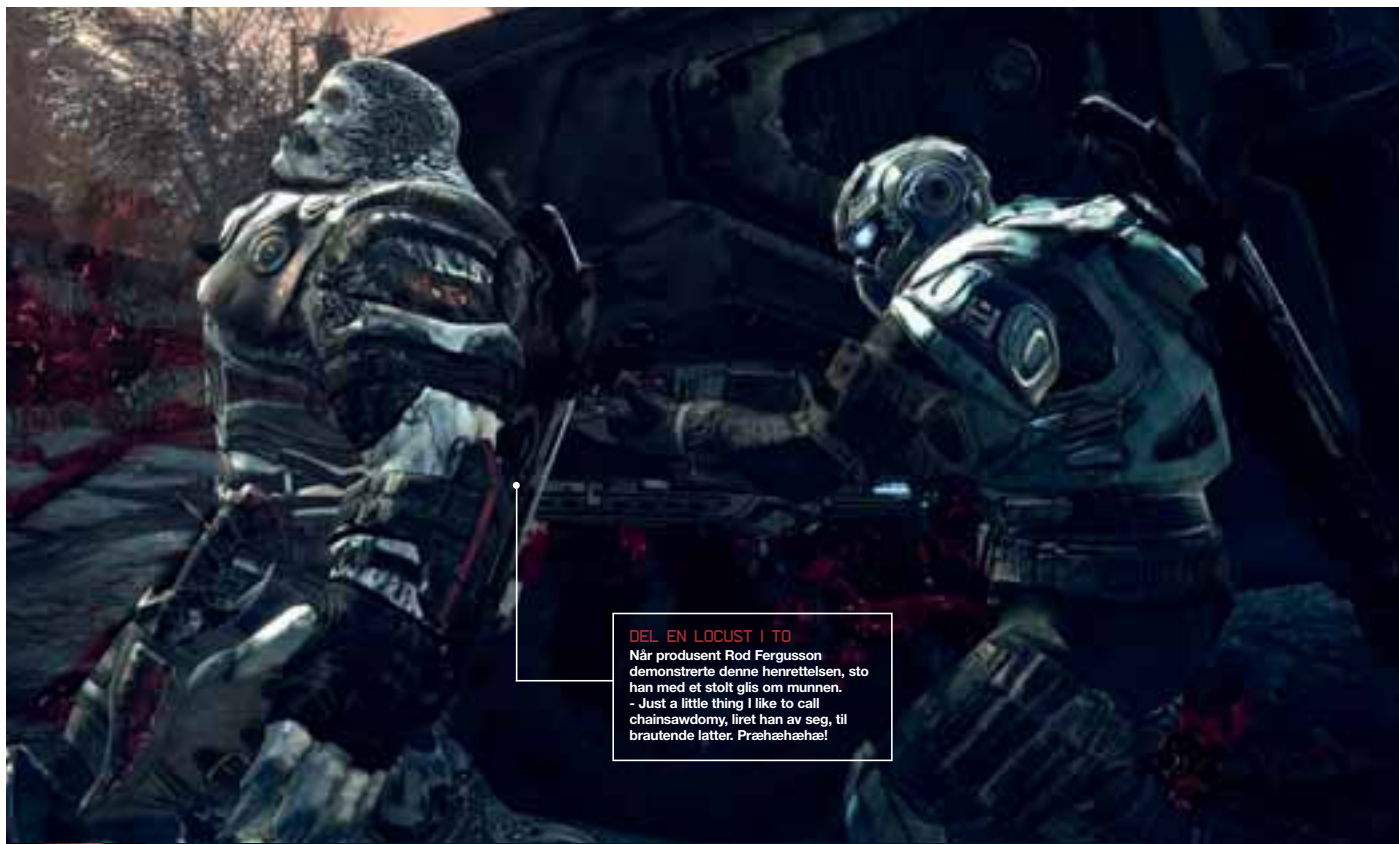 DEL EN LOCUST I TO
Når produsent Rod Fergusson
demonstrerte denne henrettelsen, sto
han med et stolt glis om munnen.
- Just a little thing I like to call
chainsawdomy, liret han av seg, til
brautende latter. Præhæhæhæ!